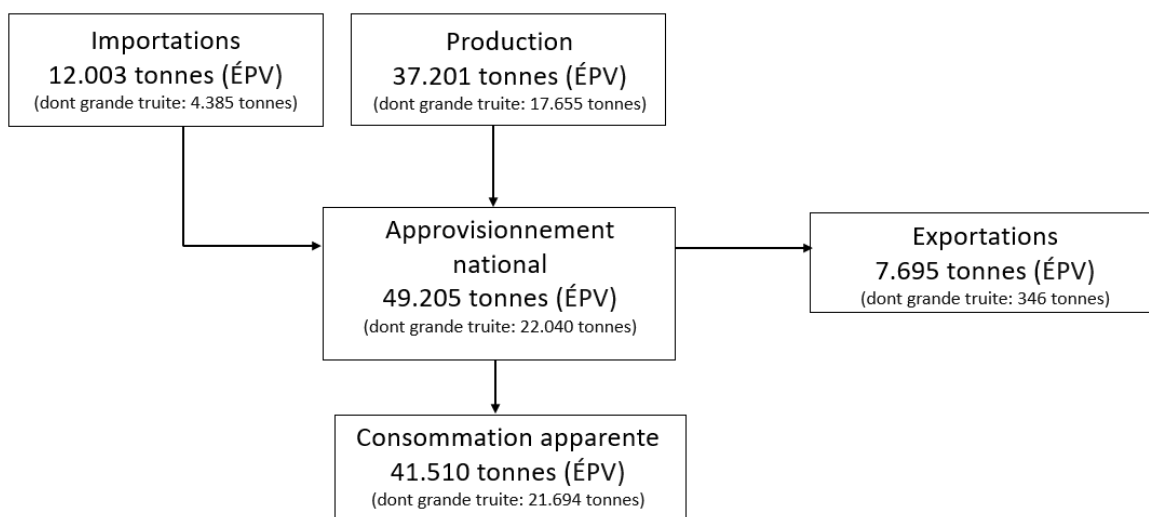 Importations
12.003 tonnes (ÉPV)
(dont grande truite: 4.385 tonnes)
Production
37.201 tonnes (ÉPV)
(dont grande truite: 17.655 tonnes)
Approvisionnement
national
49.205 tonnes (ÉPV)
(dont grande truite: 22.040 tonnes)
Exportations
7.695 tonnes (ÉPV)
(dont grande truite: 346 tonnes)
Consommation apparente
41.510 tonnes (ÉPV)
(dont grande truite: 21.694 tonnes)